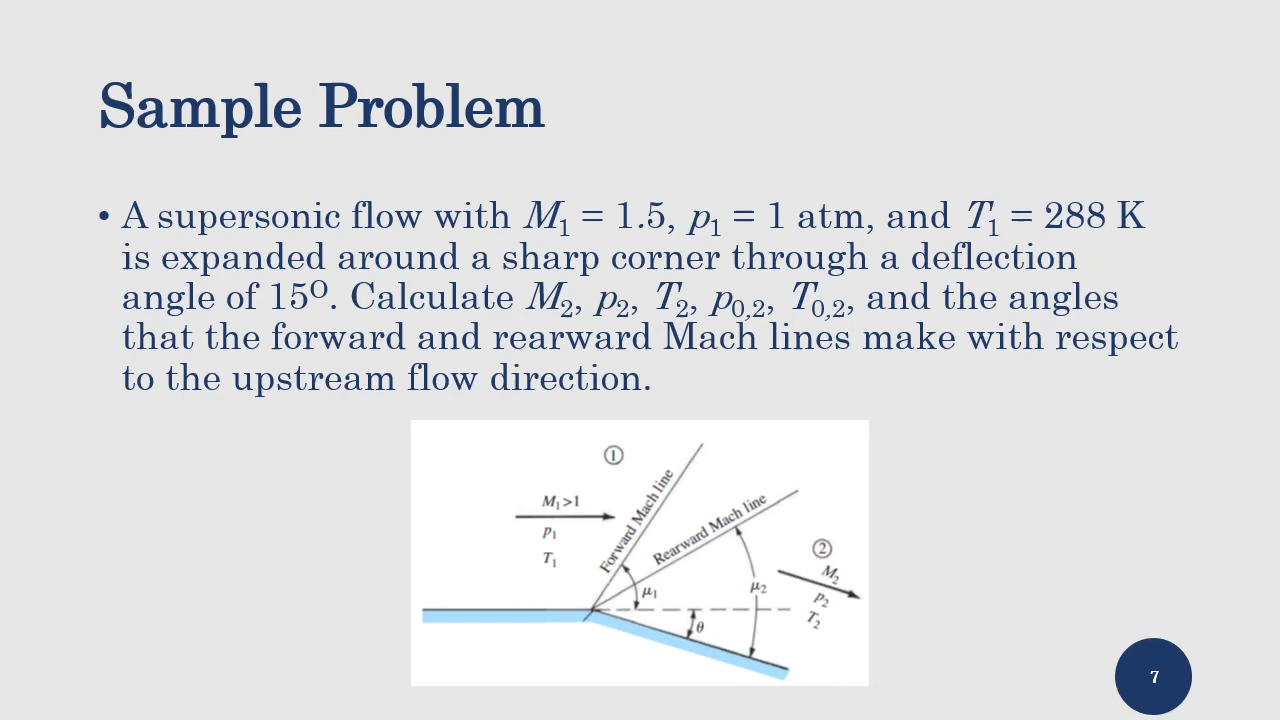 Sample Problem
• A supersonic flow with M₁ = 1.5, p₁ = 1 atm, and T₁ = 288 K
is expanded around a sharp corner through a deflection
angle of 15ᴼ. Calculate M₂, p₂, T₂, p₀,₂, T₀,₂, and the angles
that the forward and rearward Mach lines make with respect
to the upstream flow direction.
①
M₁>1
p₁
T₁
Forward Mach line
Rearward Mach line
②
M₂
p₂
T₂
μ₁
μ₂
θ
7